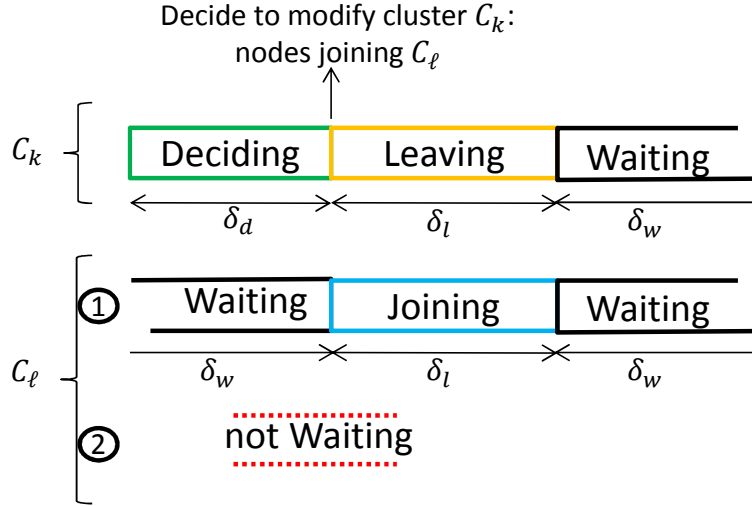 Decide to modify cluster C_k:
nodes joining C_ℓ
C_k
Deciding Leaving Waiting
δ_d δ_l δ_w
1 Waiting Joining Waiting
δ_w δ_l δ_w
C_ℓ
2 not Waiting